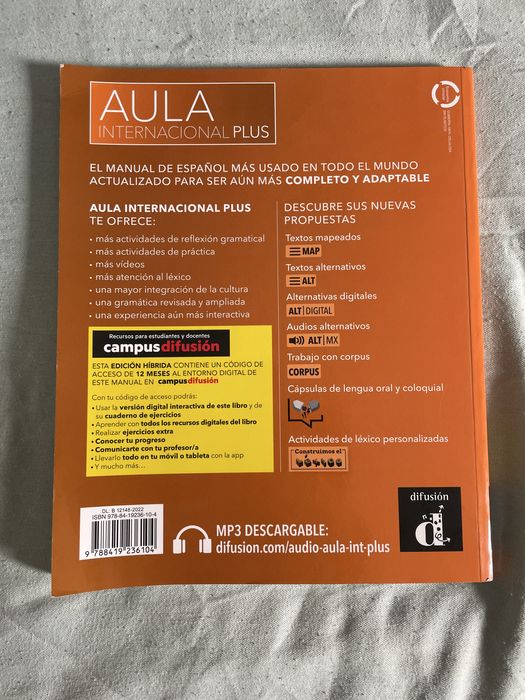 AULA
INTERNACIONAL PLUS
EL MANUAL DE ESPAÑOL MÁS USADO EN TODO EL MUNDO
ACTUALIZADO PARA SER AÚN MÁS COMPLETO Y ADAPTABLE
AULA INTERNACIONAL PLUS
TE OFRECE:
• más actividades de reflexión gramatical
• más actividades de práctica
• más vídeos
• más atención al léxico
• una mayor integración de la cultura
• una gramática revisada y ampliada
• una experiencia aún más interactiva
Recursos para estudiantes y docentes
campusdifusión
ESTA EDICIÓN HÍBRIDA CONTIENE UN CÓDIGO DE
ACCESO DE 12 MESES AL ENTORNO DIGITAL DE
ESTE MANUAL EN campusdifusión
Con tu código de acceso podrás:
• Usar la versión digital interactiva de este libro y de
su cuaderno de ejercicios
• Aprender con todos los recursos digitales del libro
• Realizar ejercicios extra
• Conocer tu progreso
• Comunicarte con tu profesor/a
• Llevarlo todo en tu móvil o tableta con la app
• Y mucho más...
DESCUBRE SUS NUEVAS
PROPUESTAS
Textos mapeados
MAP
Textos alternativos
ALT
Alternativas digitales
ALT | DIGITAL
Audios alternativos
ALT | MX
Trabajo con corpus
CORPUS
Cápsulas de lengua oral y coloquial
Actividades de léxico personalizadas
Construimos el
DL: B 12148-2022
ISBN 978-84-19236-10-4
9 788419 236104
MP3 DESCARGABLE:
difusion.com/audio-aula-int-plus
difusión
d